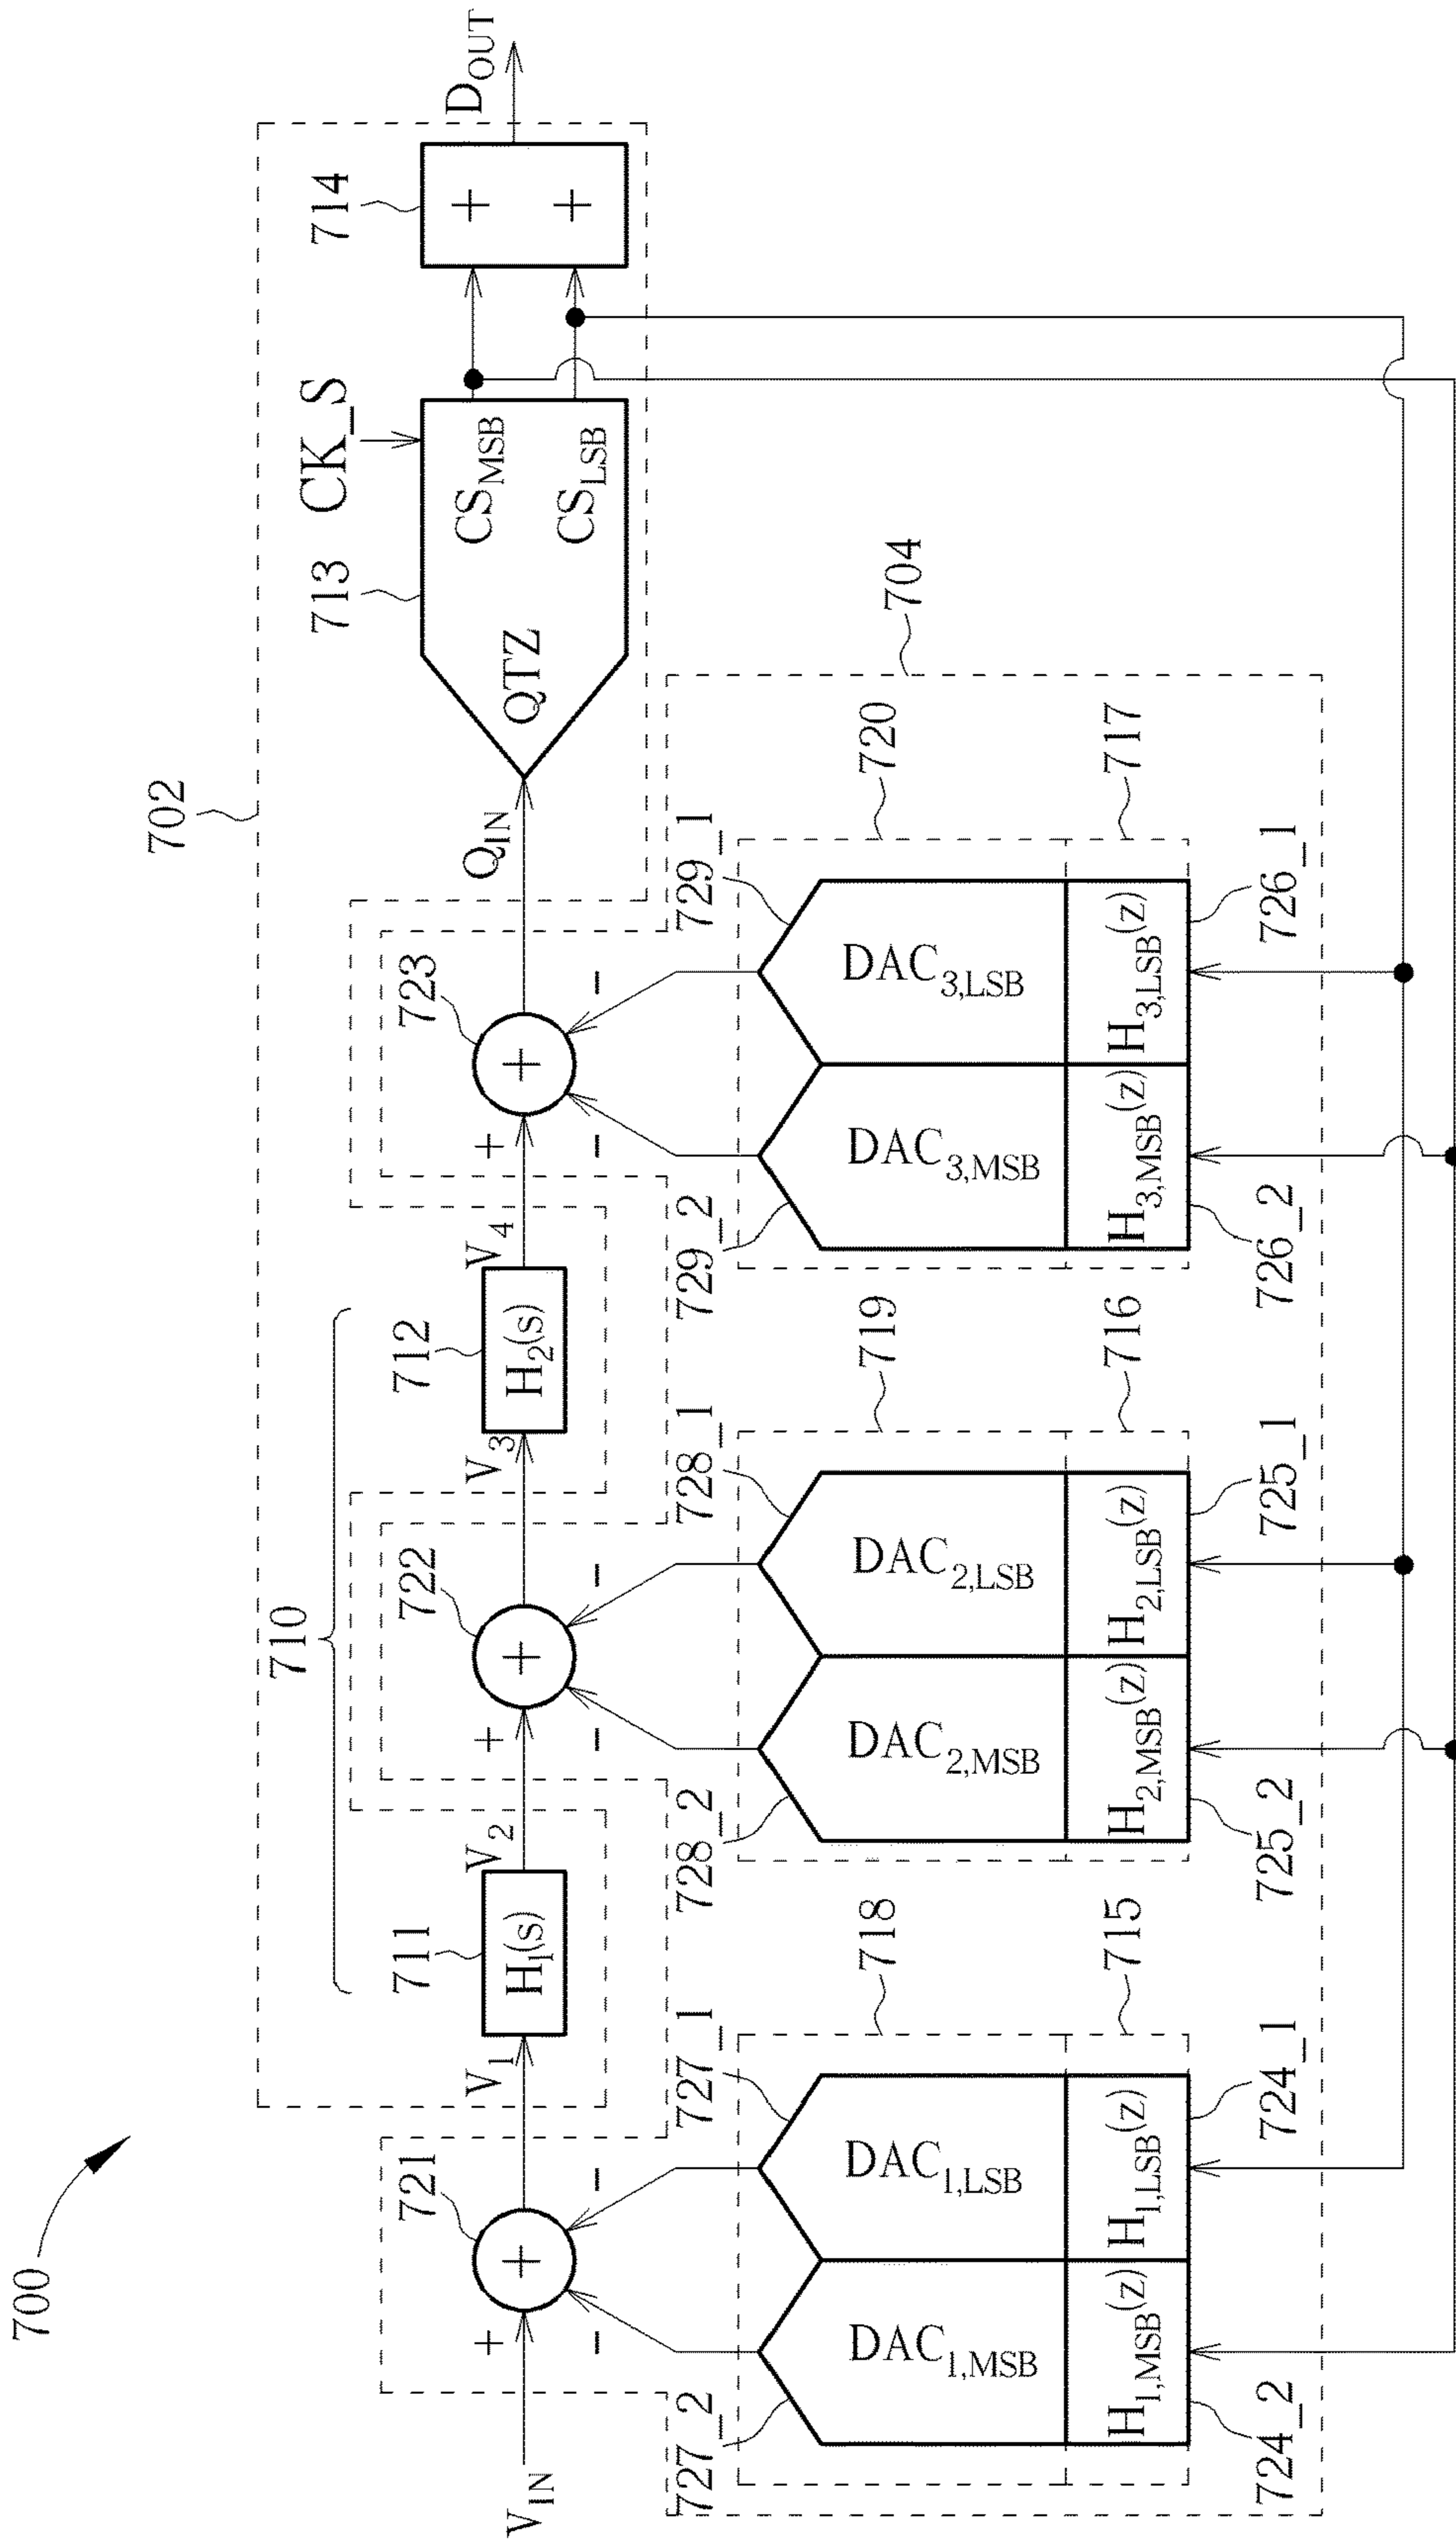 700
702
710
711
712
713
714
CK_S
D_OUT
721
722
723
V_IN
+
+
V_1
H_1(s)
V_2
+
+
V_3
H_2(s)
V_4
+
+
Q_IN
QTZ
CS_MSB
CS_LSB
+
+
−
−
−
−
−
−
704
727_2
727_1
718
728_2
728_1
719
729_2
729_1
720
DAC_1,MSB
DAC_1,LSB
DAC_2,MSB
DAC_2,LSB
DAC_3,MSB
DAC_3,LSB
H_1,MSB(z)
H_1,LSB(z)
715
H_2,MSB(z)
H_2,LSB(z)
716
H_3,MSB(z)
H_3,LSB(z)
717
724_2
724_1
725_2
725_1
726_2
726_1